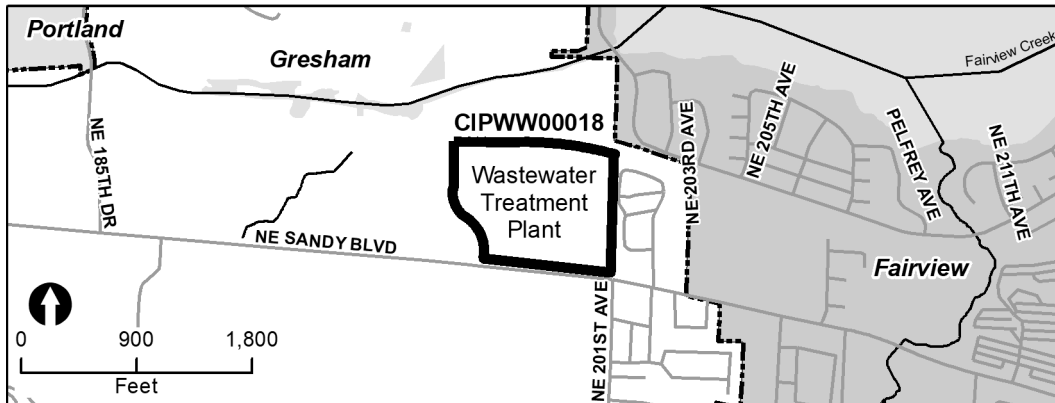 Portland
Gresham
Fairview Creek
CIPWW00018
NE 205TH AVE
NE 203RD AVE
PELFREY AVE
NE 211TH AVE
NE 185TH DR
Wastewater
Treatment
Plant
NE SANDY BLVD
Fairview
NE 201ST AVE
0 900 1,800
Feet